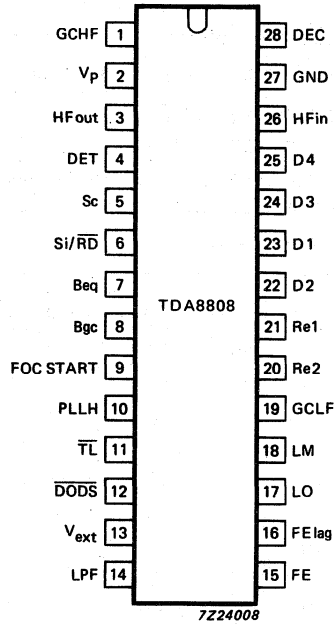 GCHF 1 28 DEC
Vₚ 2 27 GND
HFout 3 26 HFin
DET 4 25 D4
Sc 5 24 D3
Si/R̅D̅ 6 23 D1
Beq 7 22 D2
TDA8808
Bgc 8 21 Re1
FOC START 9 20 Re2
PLLH 10 19 GCLF
T̅L̅ 11 18 LM
D̅O̅D̅S̅ 12 17 LO
Vₑₓₜ 13 16 FElag
LPF 14 15 FE
7Z24008